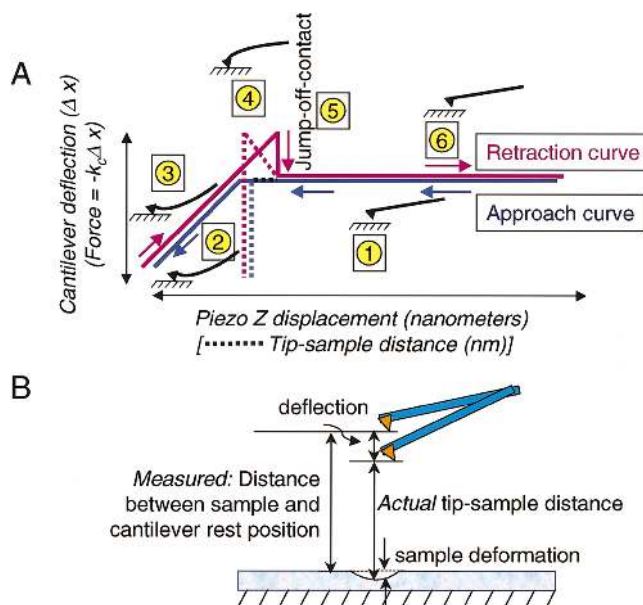 A
Cantilever deflection (Δ x)
(Force = -kcΔ x)
4
Jump-off-contact
5
6
3
Retraction curve
2
1
Approach curve
Piezo Z displacement (nanometers)
[ Tip-sample distance (nm)]
B
deflection
Measured: Distance
between sample and
cantilever rest position
Actual tip-sample distance
sample deformation